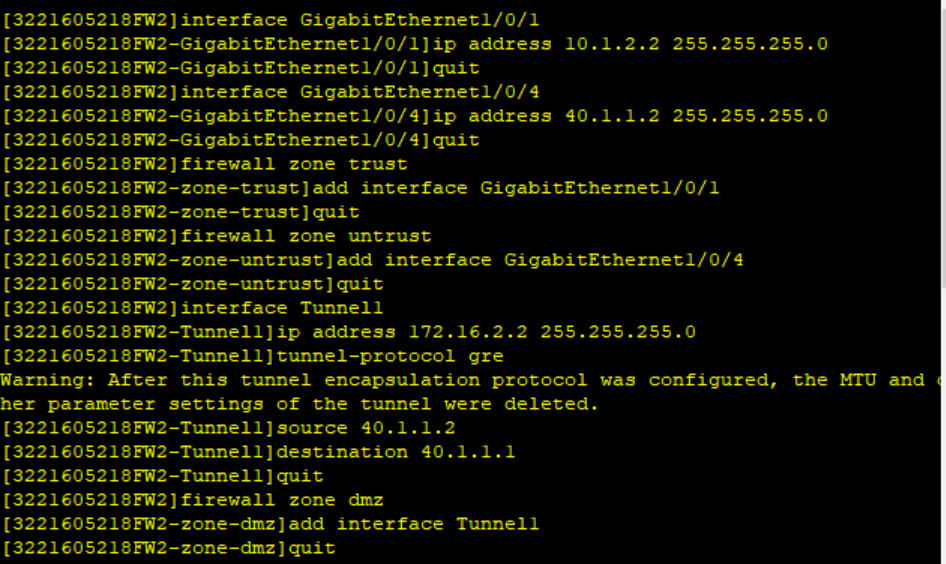 [3221605218FW2]interface GigabitEthernet1/0/1
[3221605218FW2-GigabitEthernet1/0/1]ip address 10.1.2.2 255.255.255.0
[3221605218FW2-GigabitEthernet1/0/1]quit
[3221605218FW2]interface GigabitEthernet1/0/4
[3221605218FW2-GigabitEthernet1/0/4]ip address 40.1.1.2 255.255.255.0
[3221605218FW2-GigabitEthernet1/0/4]quit
[3221605218FW2]firewall zone trust
[3221605218FW2-zone-trust]add interface GigabitEthernet1/0/1
[3221605218FW2-zone-trust]quit
[3221605218FW2]firewall zone untrust
[3221605218FW2-zone-untrust]add interface GigabitEthernet1/0/4
[3221605218FW2-zone-untrust]quit
[3221605218FW2]interface Tunnel1
[3221605218FW2-Tunnel1]ip address 172.16.2.2 255.255.255.0
[3221605218FW2-Tunnel1]tunnel-protocol gre
Warning: After this tunnel encapsulation protocol was configured, the MTU and
her parameter settings of the tunnel were deleted.
[3221605218FW2-Tunnel1]source 40.1.1.2
[3221605218FW2-Tunnel1]destination 40.1.1.1
[3221605218FW2-Tunnel1]quit
[3221605218FW2]firewall zone dmz
[3221605218FW2-zone-dmz]add interface Tunnel1
[3221605218FW2-zone-dmz]quit